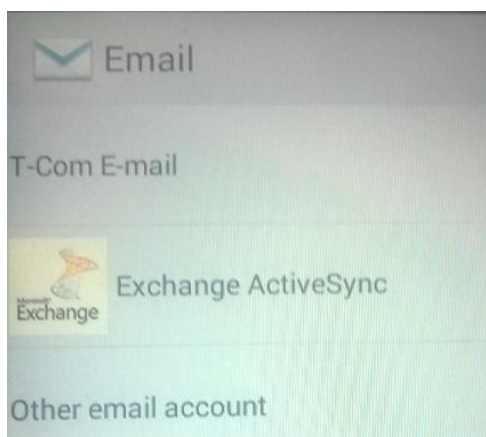 Email
T-Com E-mail
Exchange ActiveSync
Exchange
Other email account